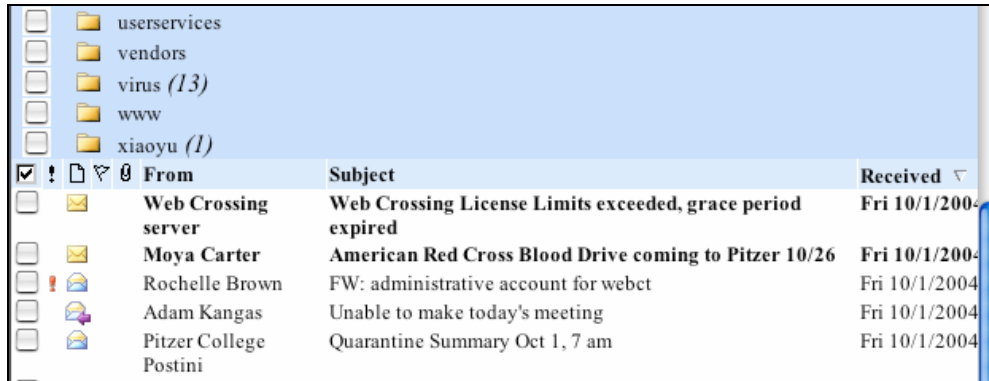 userservices
vendors
virus (13)
www
xiaoyu (1)
From Subject Received
Web Crossing Web Crossing License Limits exceeded, grace period Fri 10/1/2004
server expired
Moya Carter American Red Cross Blood Drive coming to Pitzer 10/26 Fri 10/1/2004
Rochelle Brown FW: administrative account for webct Fri 10/1/2004
Adam Kangas Unable to make today's meeting Fri 10/1/2004
Pitzer College Quarantine Summary Oct 1, 7 am Fri 10/1/2004
Postini